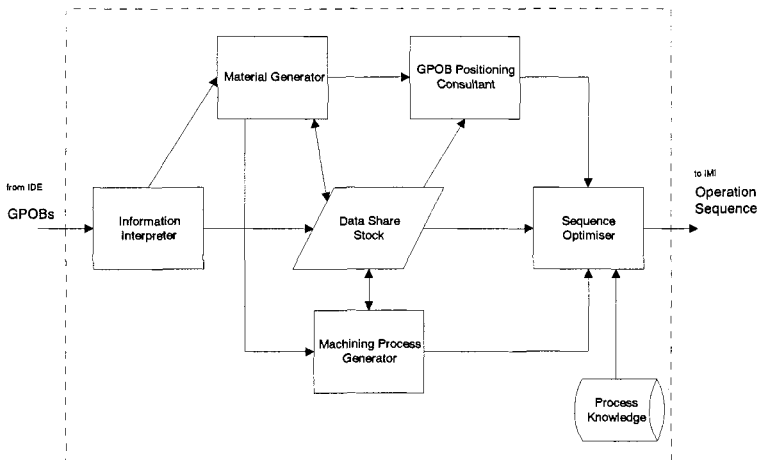 Material Generator
GPOB Positioning
Consultant
from IDE
GPOBs
Information
Interpreter
Data Share
Stock
Sequence
Optimiser
to IMI
Operation
Sequence
Machining Process
Generator
Process
Knowledge